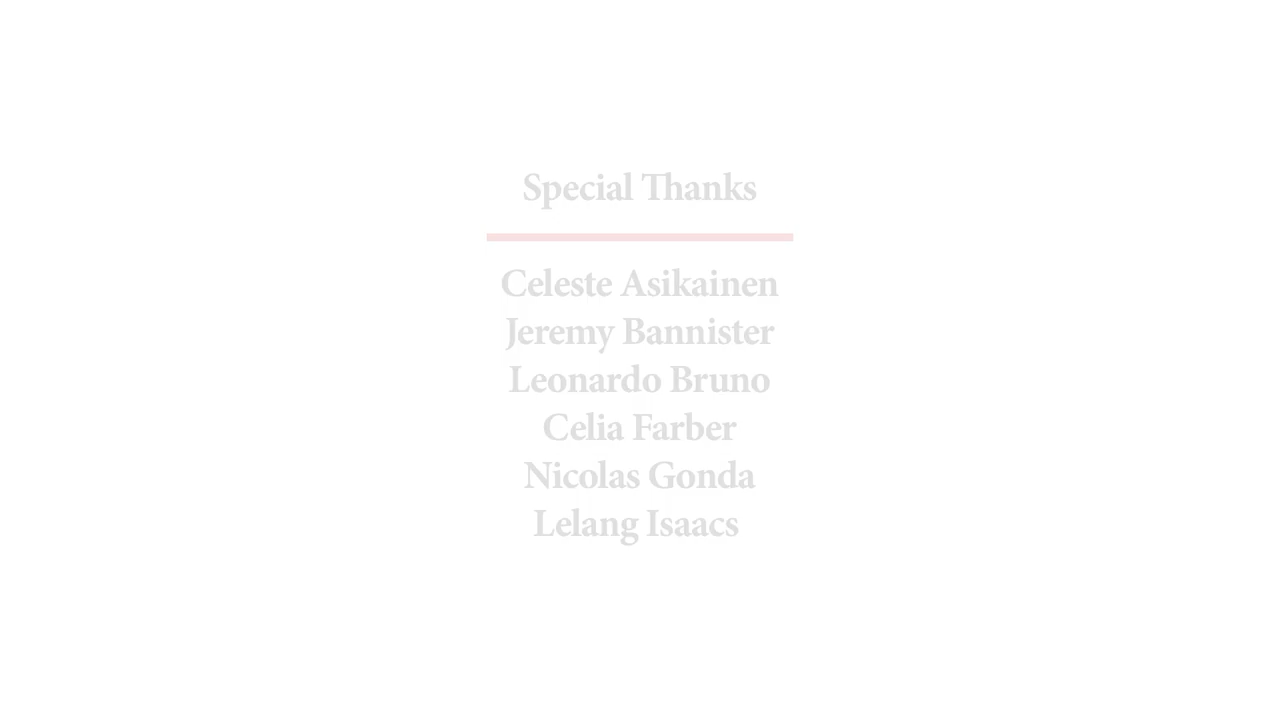 Special Thanks
Celeste Asikainen
Jeremy Bannister
Leonardo Bruno
Celia Farber
Nicolas Gonda
Lelang Isaacs